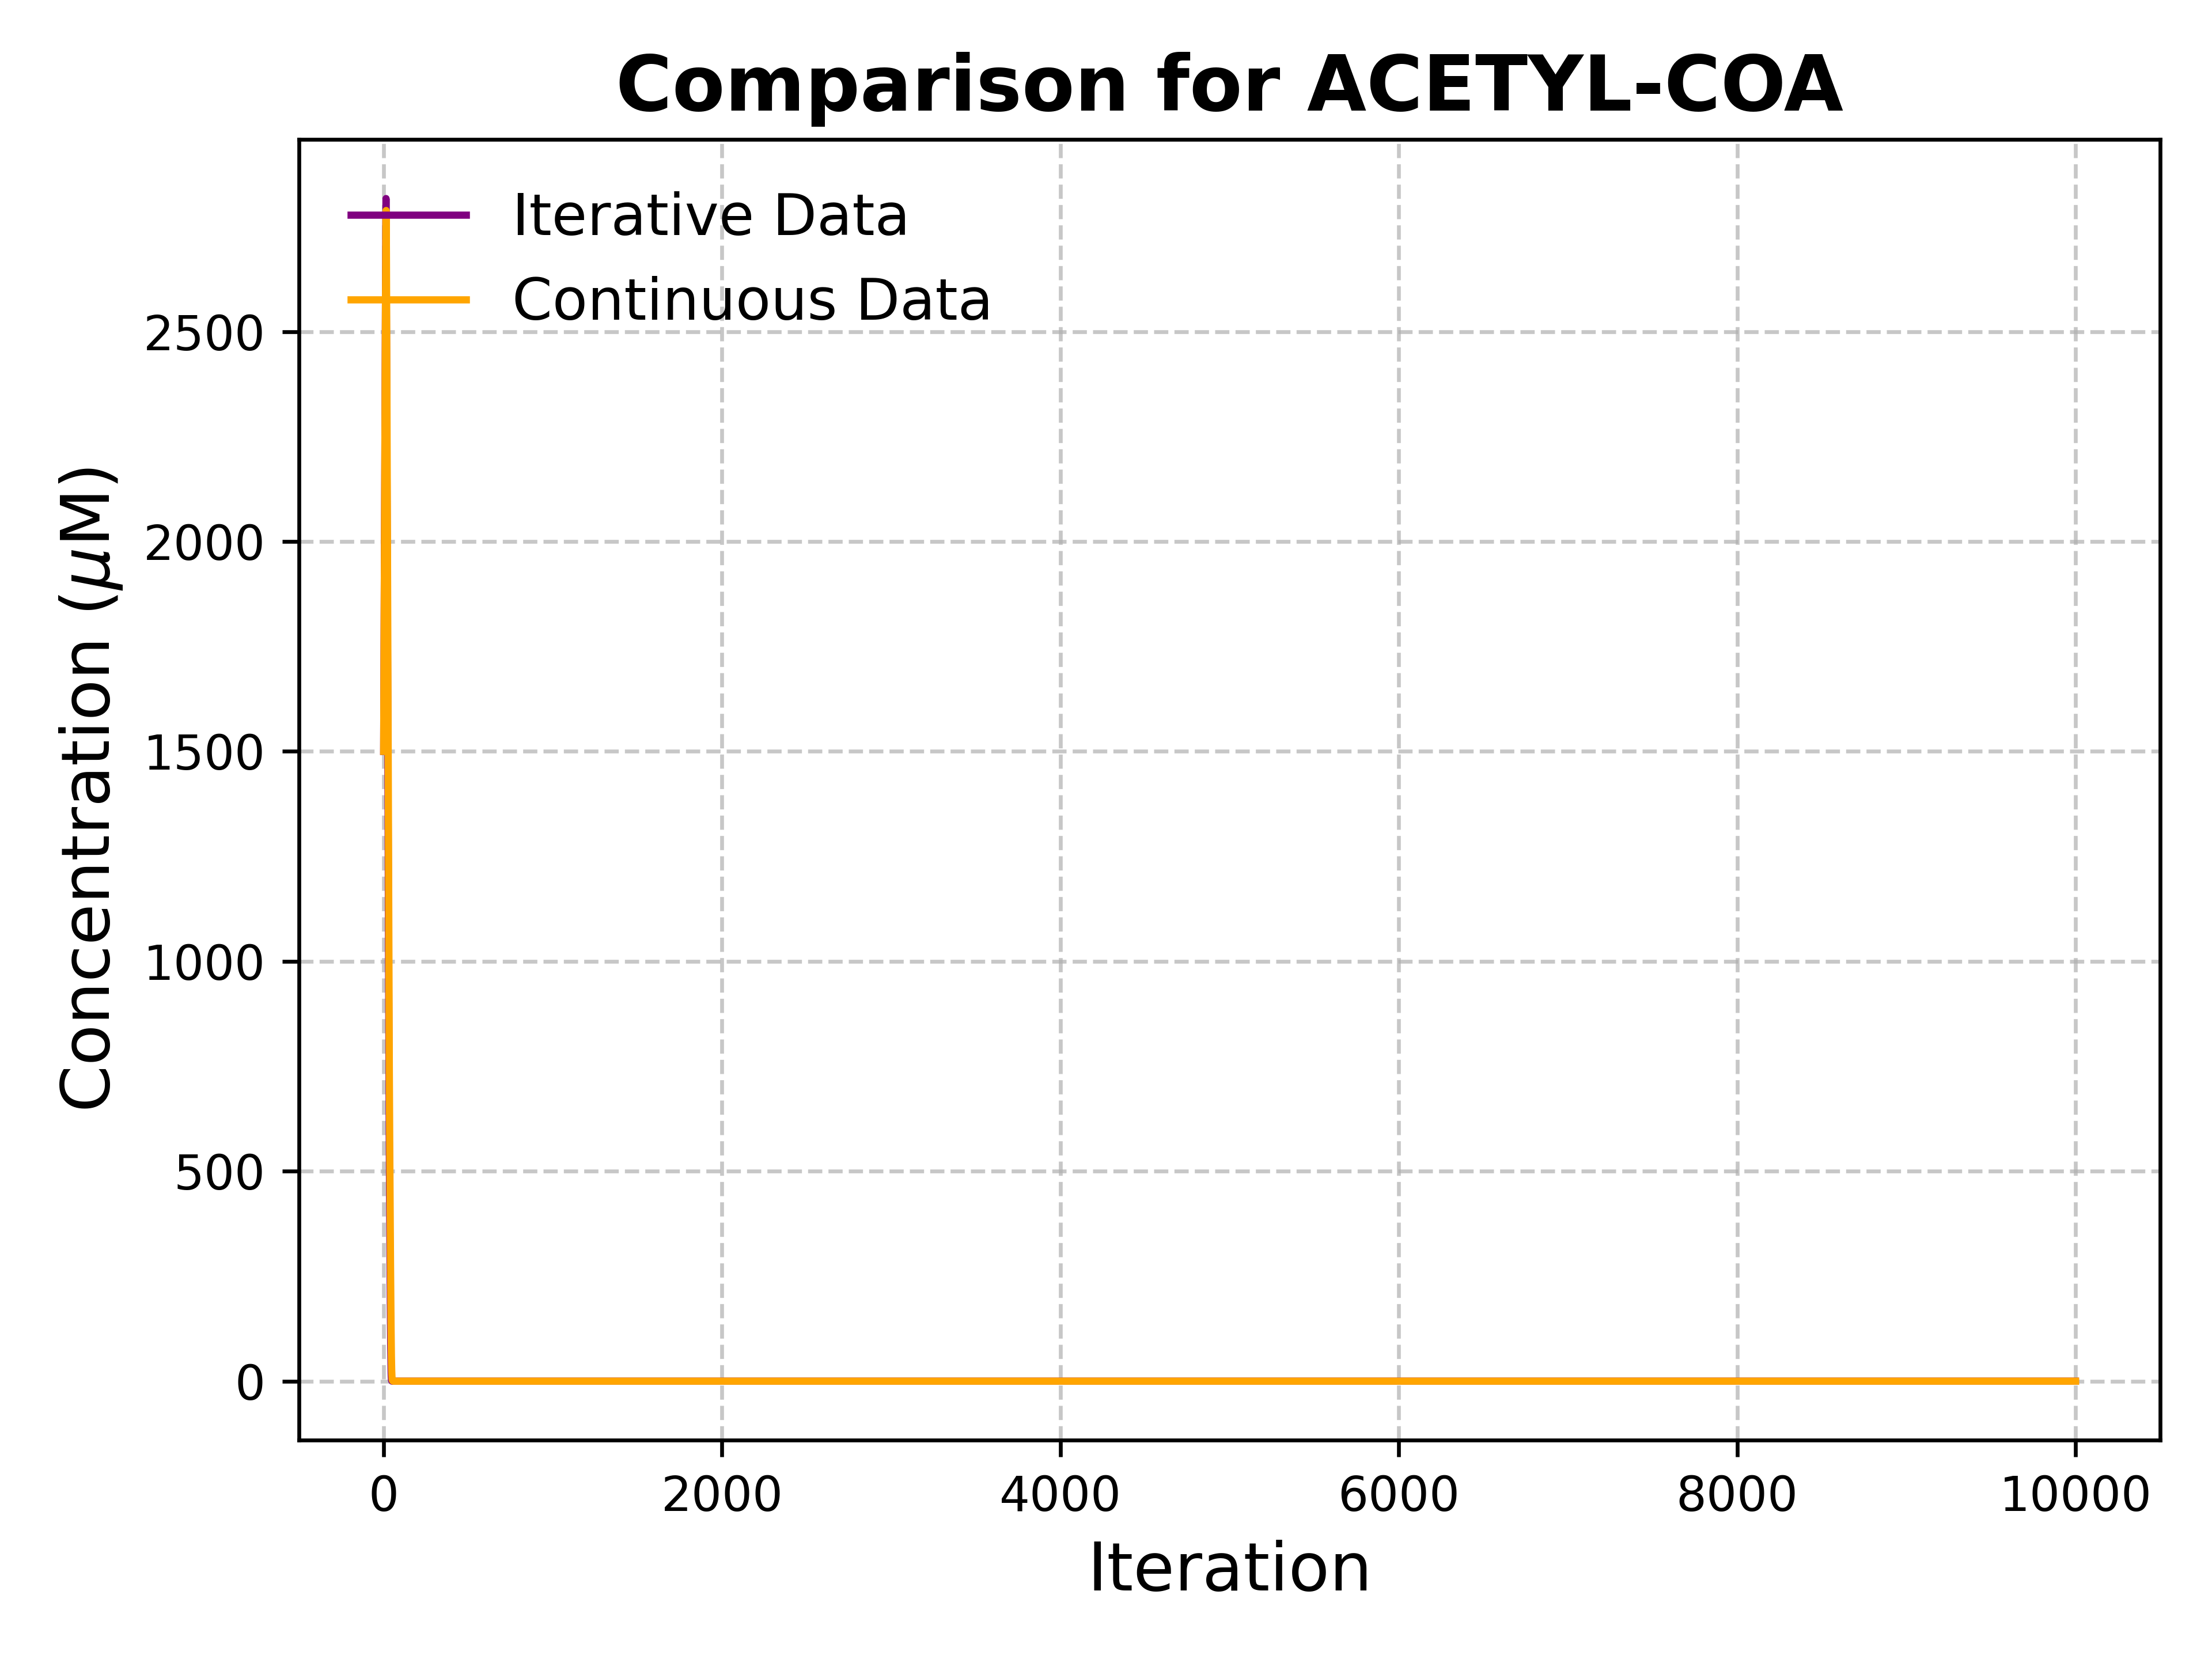 Comparison for ACETYL-COA
Iterative Data
Continuous Data
Concentration (μM)
2500
2000
1500
1000
500
0
0 2000 4000 6000 8000 10000
Iteration